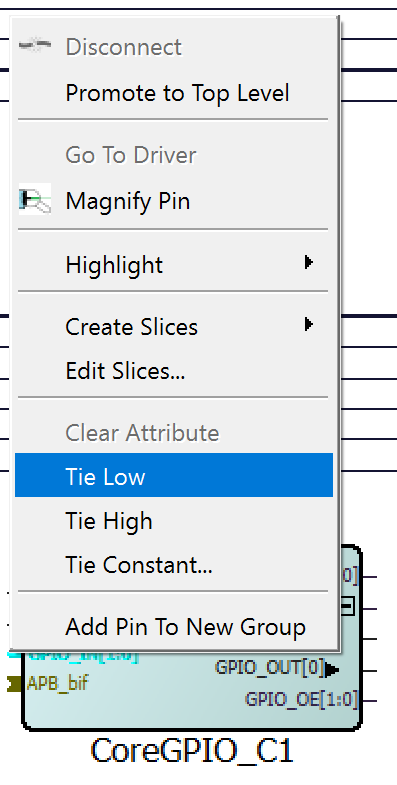 Disconnect
Promote to Top Level
Go To Driver
Magnify Pin
Highlight
Create Slices
Edit Slices...
Clear Attribute
Tie Low
Tie High
Tie Constant...
Add Pin To New Group
0]
GPIO_IN[1:0]
GPIO_OUT[0]
APB_bif
GPIO_OE[1:0]
CoreGPIO_C1